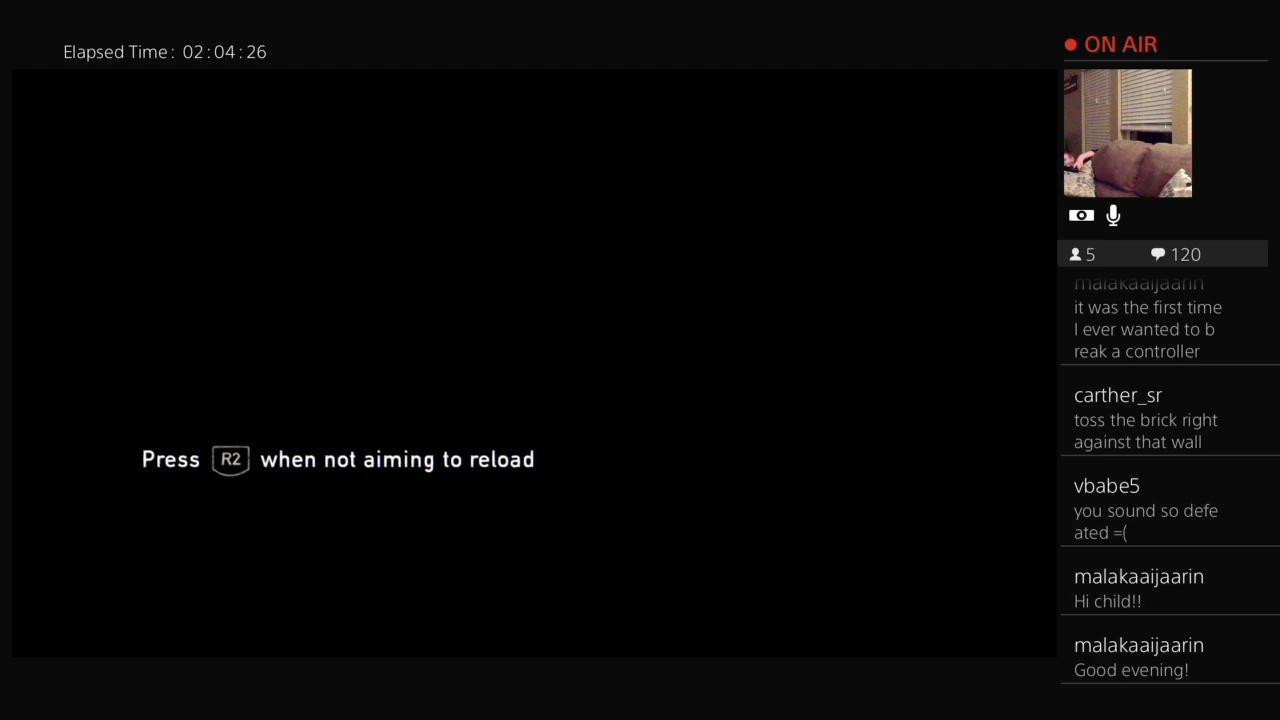 Elapsed Time: 02:04:26
ON AIR
5 120
malakaaijaarin
it was the first time
I ever wanted to b
reak a controller
carther_sr
toss the brick right
against that wall
vbabe5
you sound so defe
ated =(
malakaaijaarin
Hi child!!
malakaaijaarin
Good evening!
Press R2 when not aiming to reload